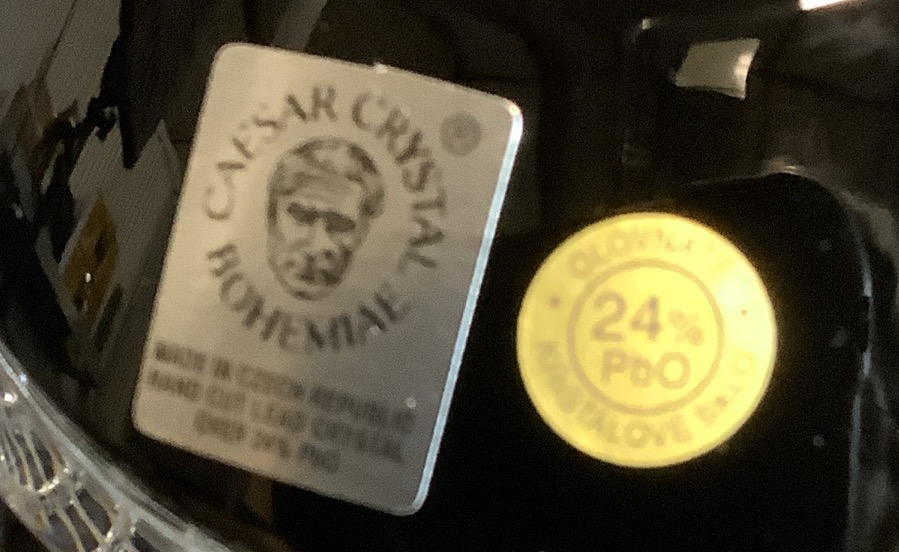 CAESAR CRYSTAL
®
BOHEMIAE
MADE IN CZECH REPUBLIC
HAND CUT LEAD CRYSTAL
OVER 24% PbO
24%
PbO